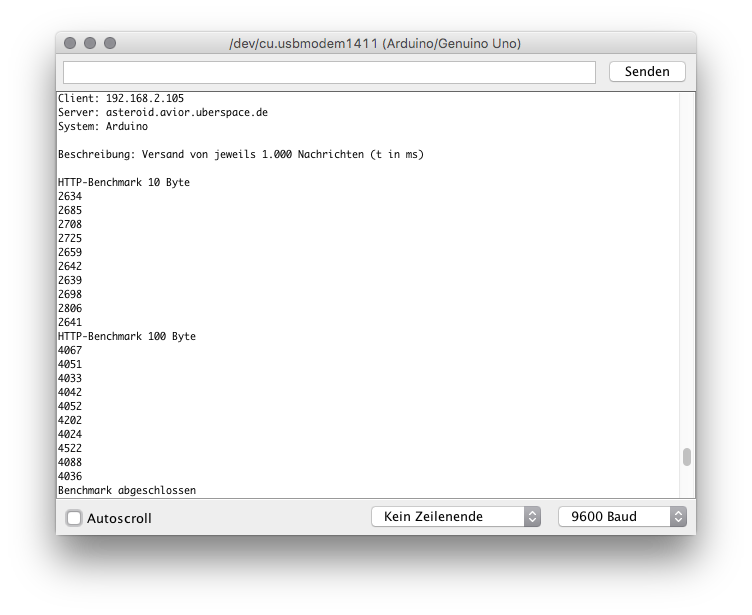 /dev/cu.usbmodem1411 (Arduino/Genuino Uno)
Senden
Client: 192.168.2.105
Server: asteroid.avior.uberspace.de
System: Arduino
Beschreibung: Versand von jeweils 1.000 Nachrichten (t in ms)
HTTP-Benchmark 10 Byte
2634
2685
2708
2725
2659
2642
2639
2698
2806
2641
HTTP-Benchmark 100 Byte
4067
4051
4033
4042
4052
4202
4024
4522
4088
4036
Benchmark abgeschlossen
Autoscroll
Kein Zeilenende
9600 Baud